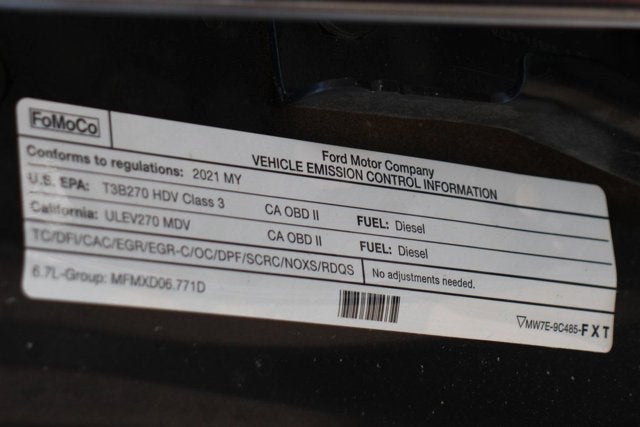 FoMoCo
Ford Motor Company
VEHICLE EMISSION CONTROL INFORMATION
Conforms to regulations: 2021 MY
U.S. EPA: T3B270 HDV Class 3 CA OBD II FUEL: Diesel
California: ULEV270 MDV CA OBD II FUEL: Diesel
TC/DFI/CAC/EGR/EGR-C/OC/DPF/SCRC/NOXS/RDQS No adjustments needed.
6.7L-Group: MFMXD06.771D
MW7E-9C485-FXT